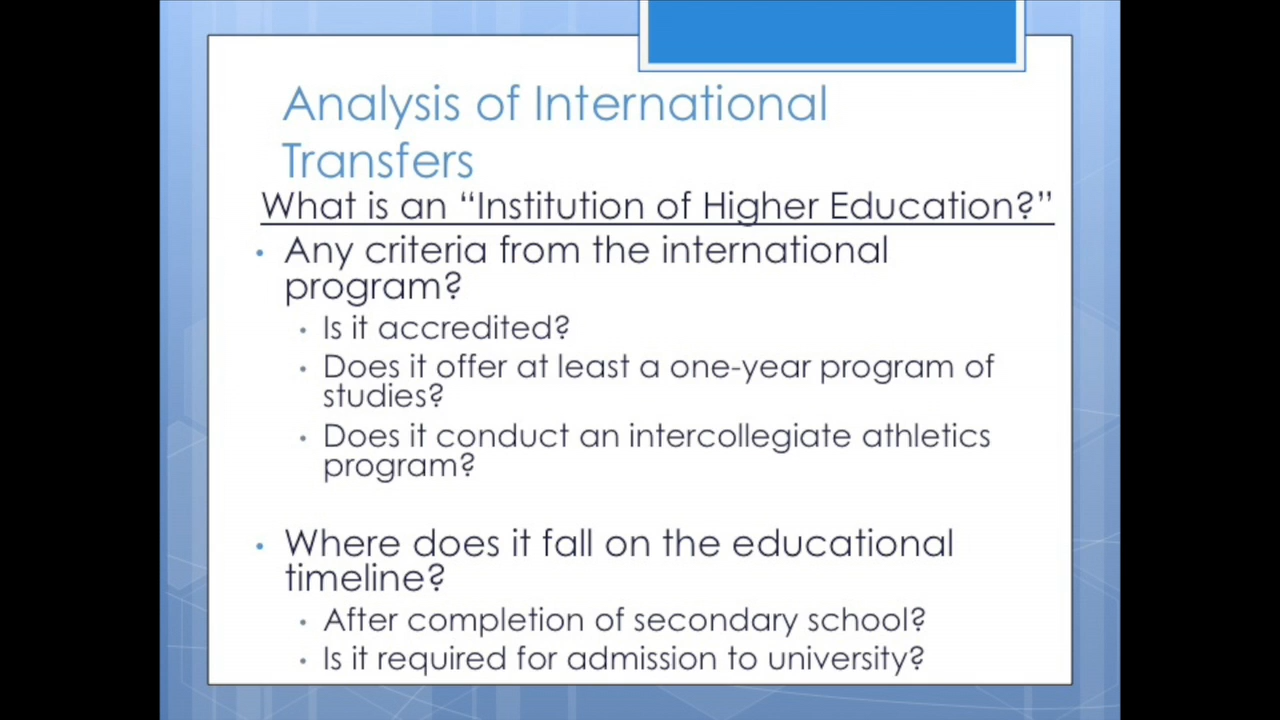 Analysis of International
Transfers
What is an “Institution of Higher Education?”
• Any criteria from the international
program?
• Is it accredited?
• Does it offer at least a one-year program of
studies?
• Does it conduct an intercollegiate athletics
program?
• Where does it fall on the educational
timeline?
• After completion of secondary school?
• Is it required for admission to university?